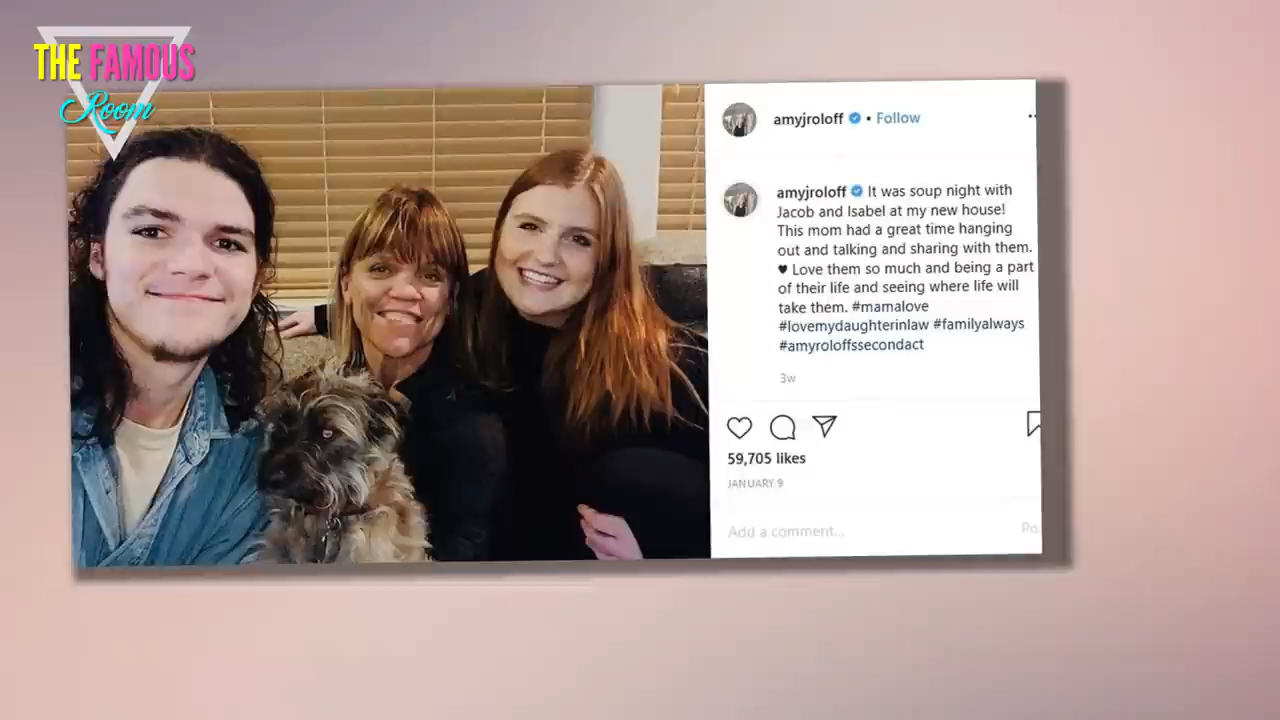 THE FAMOUS
Room
amyjroloff • Follow
amyjroloff It was soup night with
Jacob and Isabel at my new house!
This mom had a great time hanging
out and talking and sharing with them.
♥ Love them so much and being a part
of their life and seeing where life will
take them. #mamalove
#lovemydaughterinlaw #familyalways
#amyroloffssecondact
3w
59,705 likes
JANUARY 9
Add a comment... Po